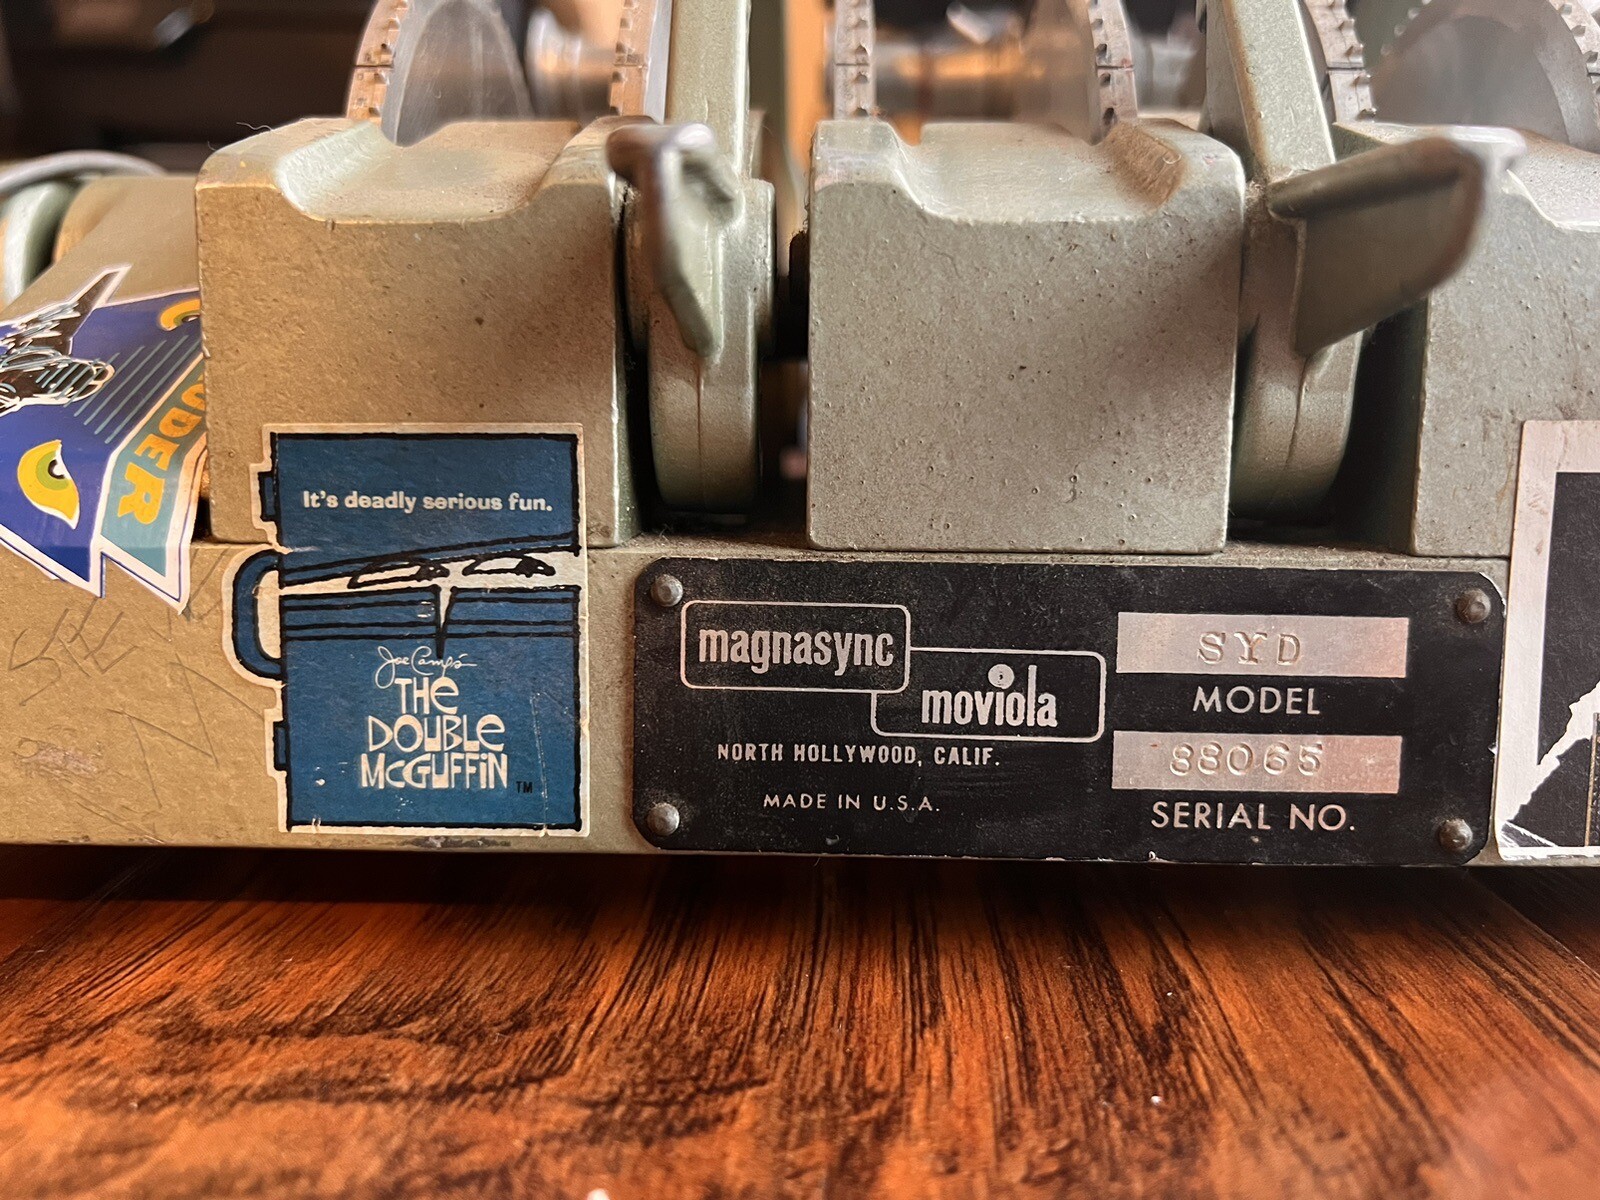 UDER
It's deadly serious fun.
Joe Camp's
THE
DOUBLE
McGUFFIN
TM
magnasync
moviola
NORTH HOLLYWOOD, CALIF.
MADE IN U.S.A.
SYD
MODEL
88065
SERIAL NO.